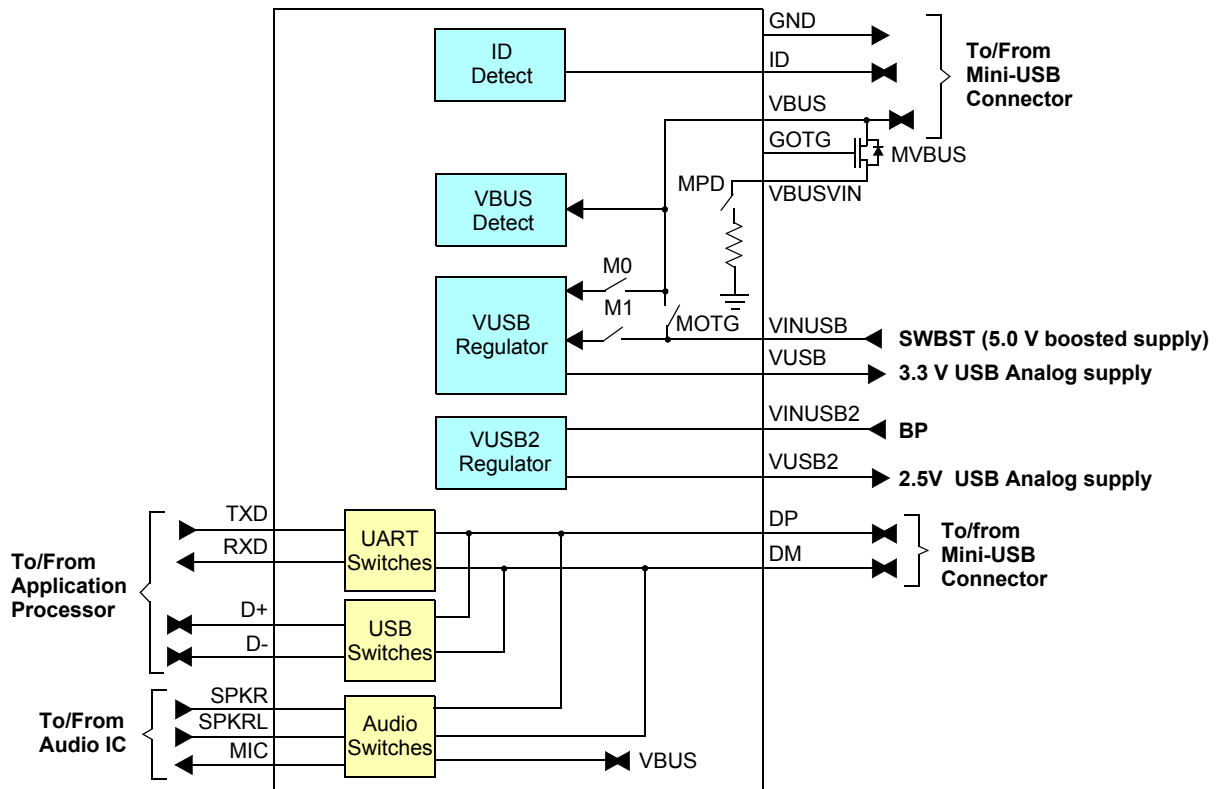 GND
ID
Detect
ID
To/From
Mini-USB
Connector
VBUS
GOTG
MVBUS
MPD
VBUSVIN
VBUS
Detect
M0
M1
MOTG
VUSB
Regulator
VINUSB
SWBST (5.0 V boosted supply)
VUSB
3.3 V USB Analog supply
VINUSB2
BP
VUSB2
Regulator
VUSB2
2.5V  USB Analog supply
TXD
RXD
UART
Switches
DP
DM
To/from
Mini-USB
Connector
To/From
Application
Processor
D+
D-
USB
Switches
SPKR
SPKRL
MIC
To/From
Audio IC
Audio
Switches
VBUS